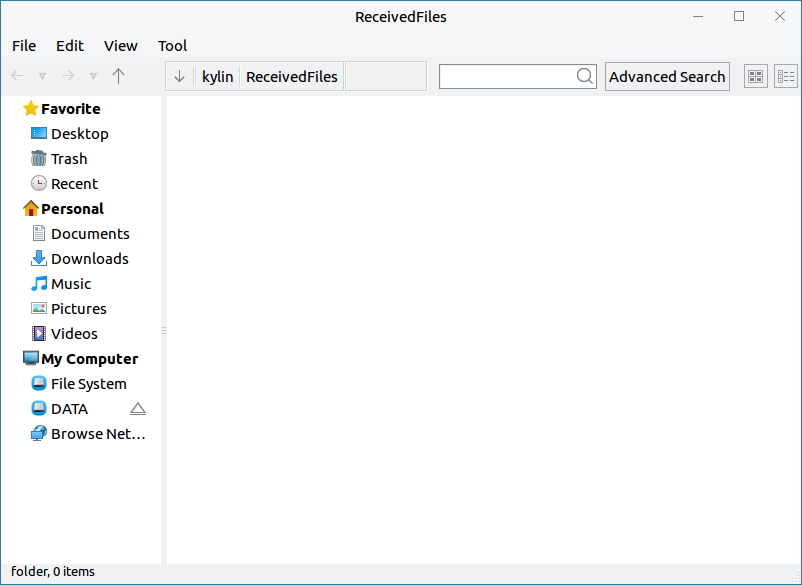 ReceivedFiles
File Edit View Tool
kylin ReceivedFiles Advanced Search
Favorite
Desktop
Trash
Recent
Personal
Documents
Downloads
Music
Pictures
Videos
My Computer
File System
DATA
Browse Net...
folder, 0 items